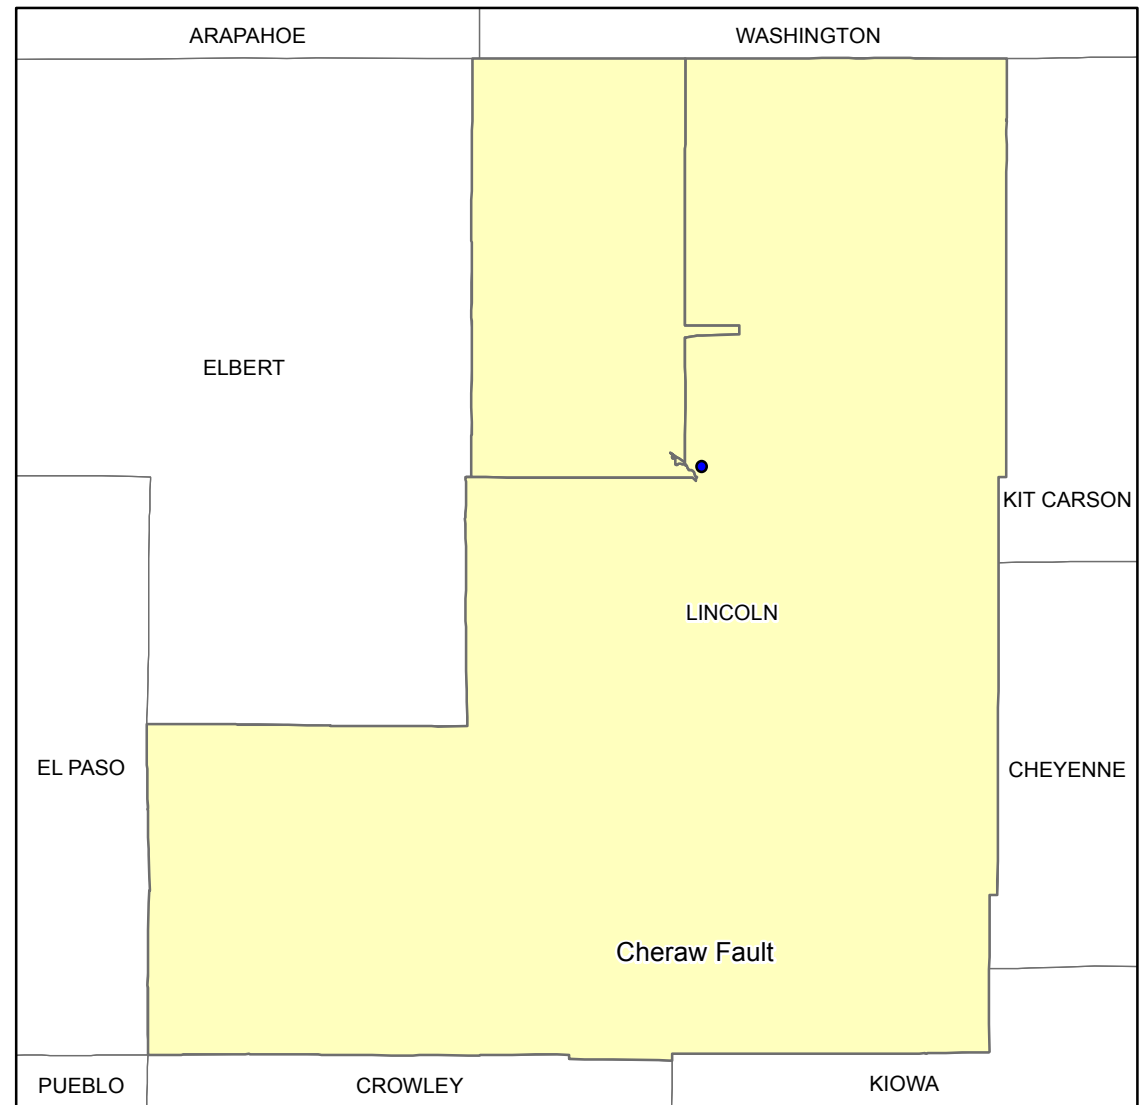 ARAPAHOE
WASHINGTON
ELBERT
KIT CARSON
LINCOLN
EL PASO
CHEYENNE
Cheraw Fault
PUEBLO
CROWLEY
KIOWA